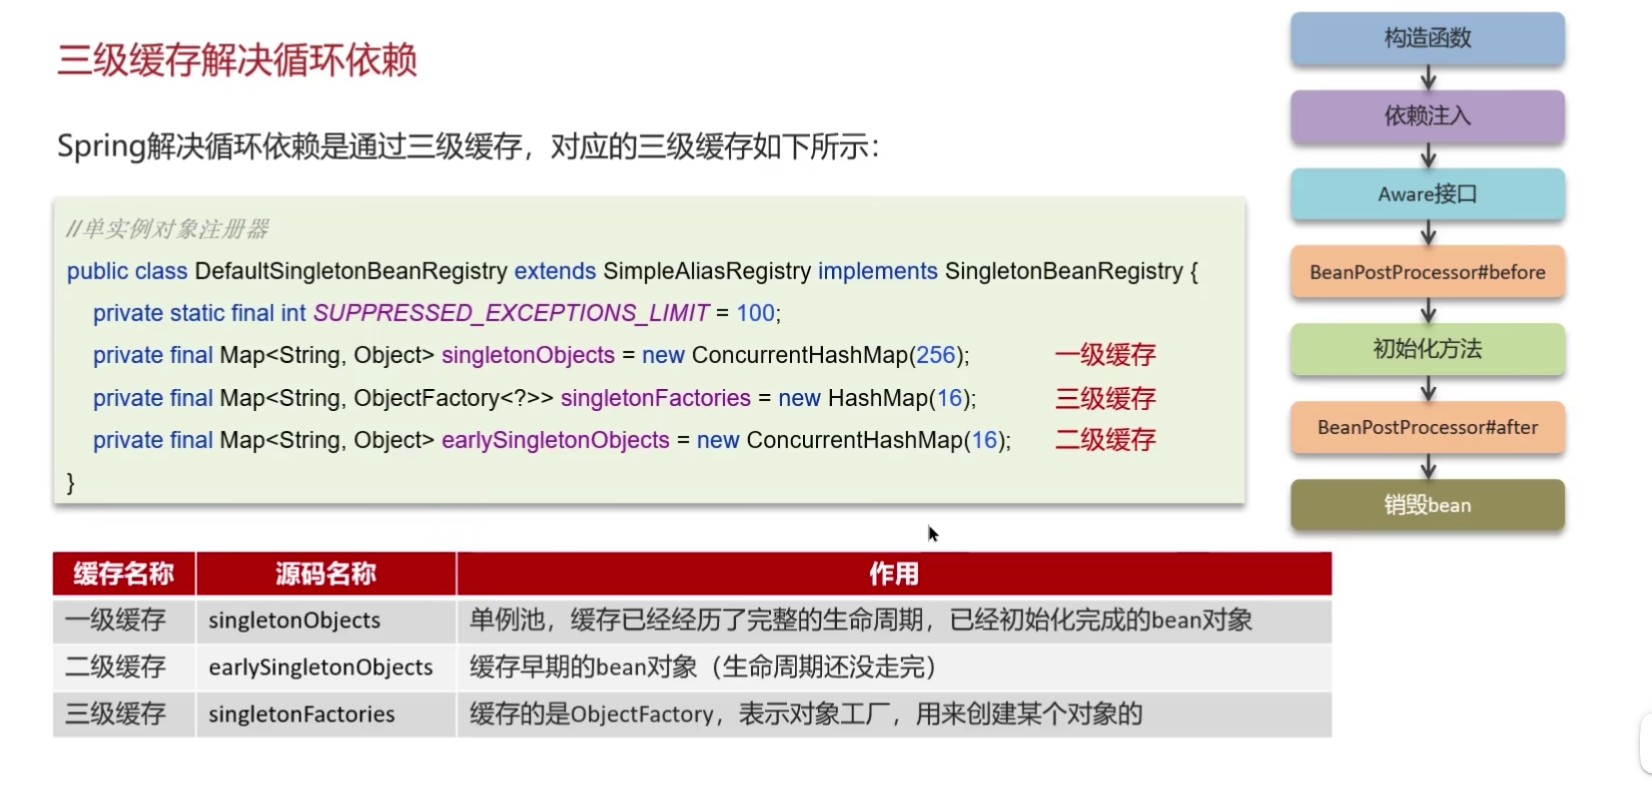 三级缓存解决循环依赖
Spring解决循环依赖是通过三级缓存，对应的三级缓存如下所示：
//单实例对象注册器
public class DefaultSingletonBeanRegistry extends SimpleAliasRegistry implements SingletonBeanRegistry {
private static final int SUPPRESSED_EXCEPTIONS_LIMIT = 100;
private final Map<String, Object> singletonObjects = new ConcurrentHashMap(256); 一级缓存
private final Map<String, ObjectFactory<?>> singletonFactories = new HashMap(16); 三级缓存
private final Map<String, Object> earlySingletonObjects = new ConcurrentHashMap(16); 二级缓存
}
构造函数
依赖注入
Aware接口
BeanPostProcessor#before
初始化方法
BeanPostProcessor#after
销毁bean
缓存名称 源码名称 作用
一级缓存 singletonObjects 单例池，缓存已经经历了完整的生命周期，已经初始化完成的bean对象
二级缓存 earlySingletonObjects 缓存早期的bean对象（生命周期还没走完）
三级缓存 singletonFactories 缓存的是ObjectFactory，表示对象工厂，用来创建某个对象的